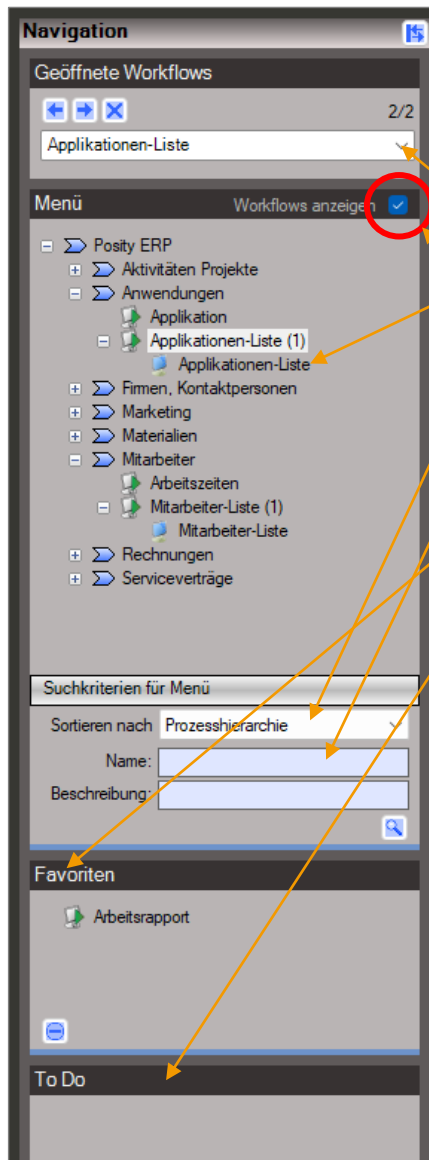 Navigation
Geöffnete Workflows
2/2
Applikationen-Liste
Menü Workflows anzeigen
Posity ERP
Aktivitäten Projekte
Anwendungen
Applikation
Applikationen-Liste (1)
Applikationen-Liste
Firmen, Kontaktpersonen
Marketing
Materialien
Mitarbeiter
Arbeitszeiten
Mitarbeiter-Liste (1)
Mitarbeiter-Liste
Rechnungen
Serviceverträge
Suchkriterien für Menü
Sortieren nach Prozesshierarchie
Name:
Beschreibung:
Favoriten
Arbeitsrapport
To Do